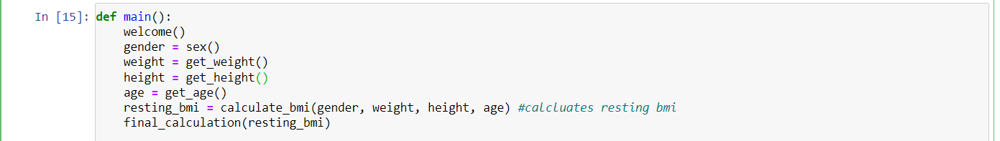 In [15]: def main():
    welcome()
    gender = sex()
    weight = get_weight()
    height = get_height()
    age = get_age()
    resting_bmi = calculate_bmi(gender, weight, height, age) #calcluates resting bmi
    final_calculation(resting_bmi)